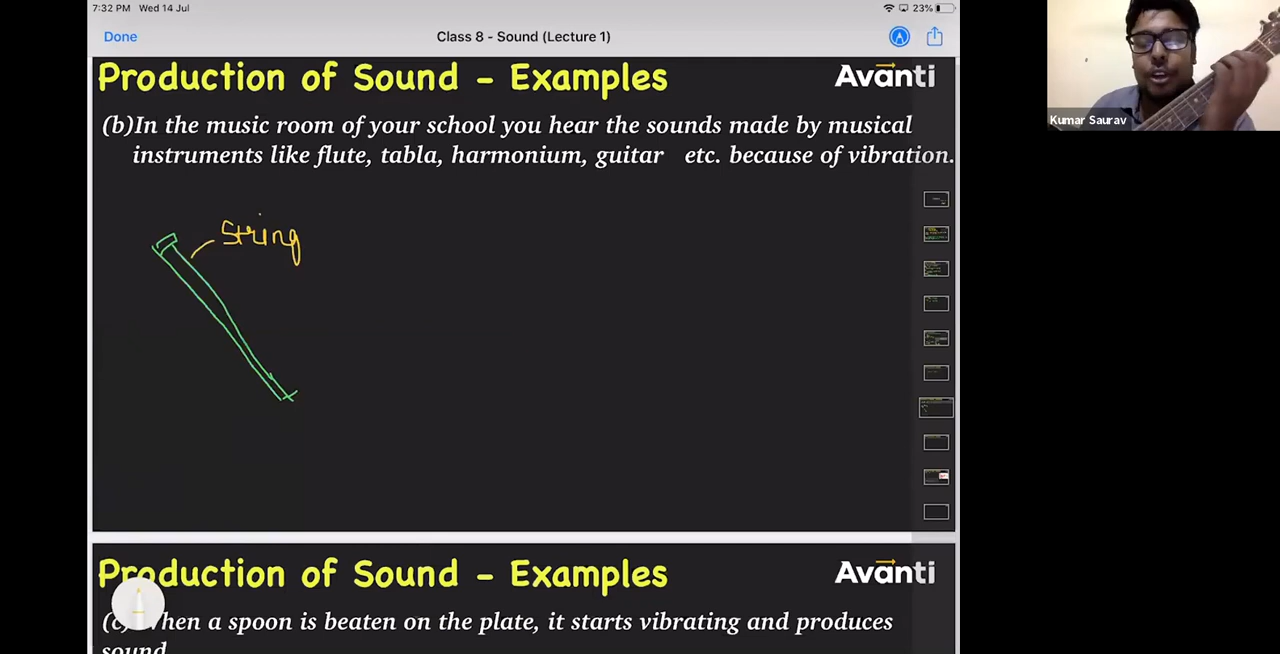 7:32 PM Wed 14 Jul
23%
Done
Class 8 - Sound (Lecture 1)
Production of Sound - Examples
Avanti
(b)In the music room of your school you hear the sounds made by musical
instruments like flute, tabla, harmonium, guitar etc. because of vibration.
String
Production of Sound - Examples
Avanti
(c) When a spoon is beaten on the plate, it starts vibrating and produces
sound.
Kumar Saurav